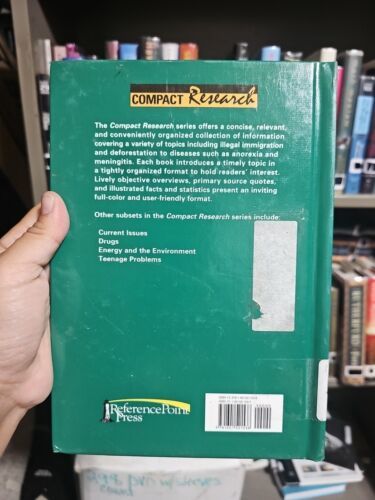 COMPACT Research
The Compact Research series offers a concise, relevant,
and conveniently organized collection of information
covering a variety of topics including illegal immigration
and deforestation to diseases such as anorexia and
meningitis. Each book introduces a timely topic in
a tightly organized format to hold readers' interest.
Lively objective overviews, primary source quotes,
and illustrated facts and statistics present an inviting
full-color and user-friendly format.
Other subsets in the Compact Research series include:
Current Issues
Drugs
Energy and the Environment
Teenage Problems
ReferencePoint
Press